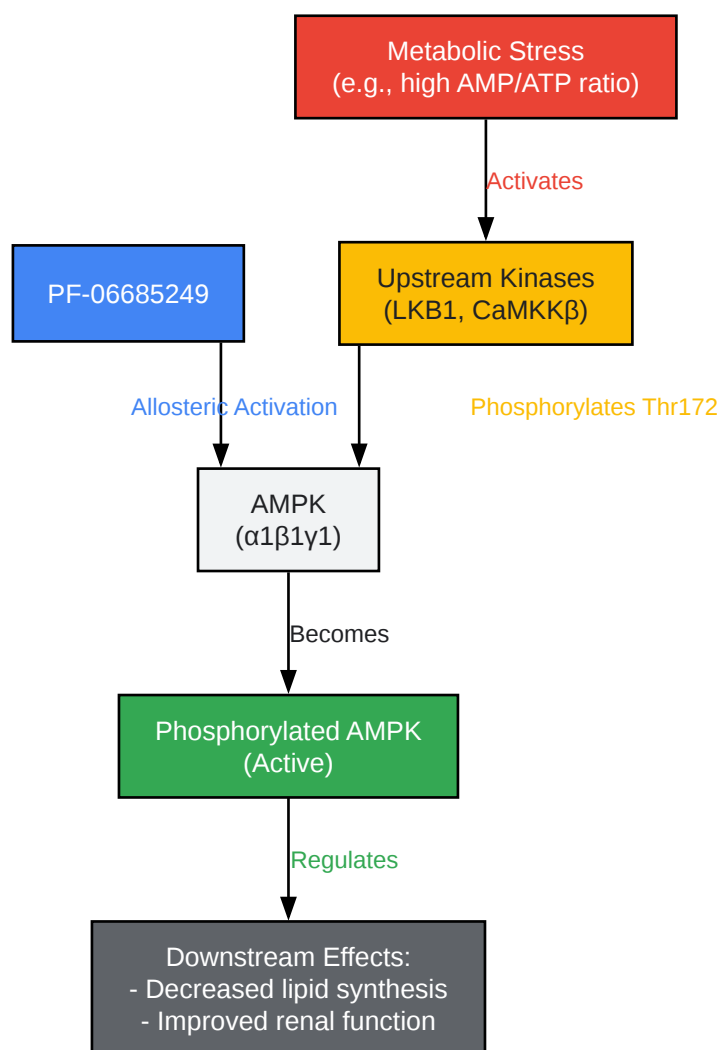 Metabolic Stress
(e.g., high AMP/ATP ratio)
Activates
PF-06685249
Upstream Kinases
(LKB1, CaMKKβ)
Allosteric Activation
Phosphorylates Thr172
AMPK
(α1β1γ1)
Becomes
Phosphorylated AMPK
(Active)
Regulates
Downstream Effects:
- Decreased lipid synthesis
- Improved renal function